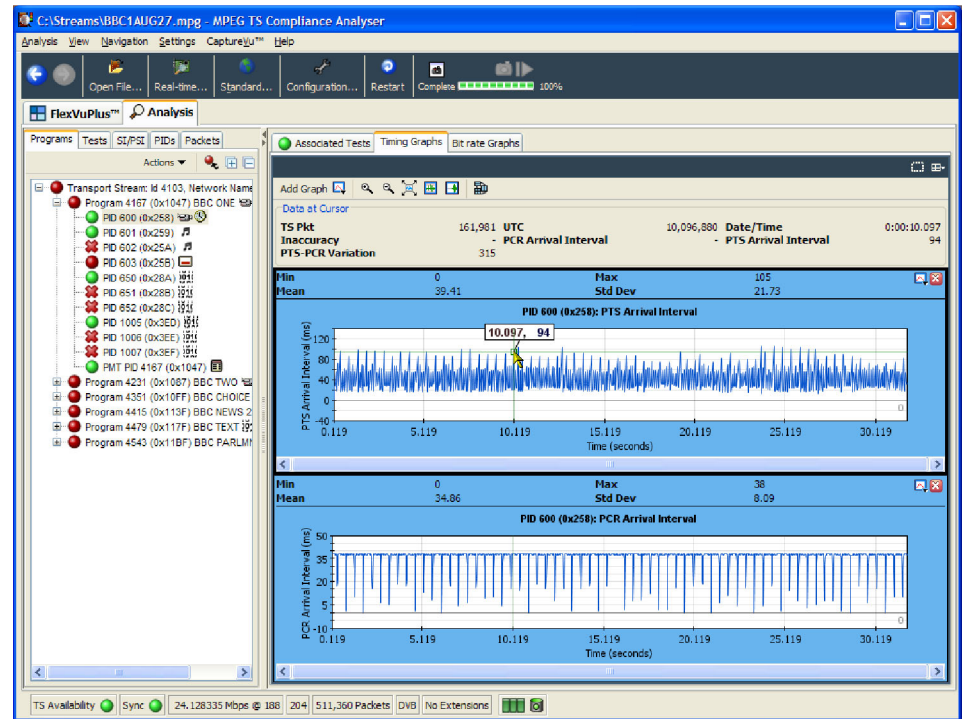 C:\Streams\BBC1AUG27.mpg - MPEG TS Compliance Analyser
Analysis View Navigation Settings CaptureVu™ Help
Open File... Real-time... Standard... Configuration... Restart Complete 100%
FlexVuPlus™ Analysis
Programs Tests SI/PSI PIDs Packets
Actions
Transport Stream: Id 4103, Network Name
Program 4167 (0x1047) BBC ONE
PID 600 (0x258)
PID 601 (0x259)
PID 602 (0x25A)
PID 603 (0x25B)
PID 650 (0x28A)
PID 651 (0x28B)
PID 652 (0x28C)
PID 1005 (0x3ED)
PID 1006 (0x3EE)
PID 1007 (0x3EF)
PMT PID 4167 (0x1047)
Program 4231 (0x1087) BBC TWO
Program 4351 (0x10FF) BBC CHOICE
Program 4415 (0x113F) BBC NEWS 2
Program 4479 (0x117F) BBC TEXT
Program 4543 (0x11BF) BBC PARLMN
Associated Tests Timing Graphs Bit rate Graphs
Add Graph
Data at Cursor
TS Pkt 161,981 UTC 10,096,880 Date/Time 0:00:10.097
Inaccuracy - PCR Arrival Interval - PTS Arrival Interval 94
PTS-PCR Variation 315
Min 0 Max 105
Mean 39.41 Std Dev 21.73
PID 600 (0x258): PTS Arrival Interval
10.097, 94
PTS Arrival Interval (ms)
120
80
40
0
-40
0
0.119 5.119 10.119 15.119 20.119 25.119 30.119
Time (seconds)
Min 0 Max 38
Mean 34.86 Std Dev 8.09
PID 600 (0x258): PCR Arrival Interval
PCR Arrival Interval (ms)
50
35
20
5
-10
0
0.119 5.119 10.119 15.119 20.119 25.119 30.119
Time (seconds)
TS Availability Sync 24.128335 Mbps @ 188 204 511,360 Packets DVB No Extensions